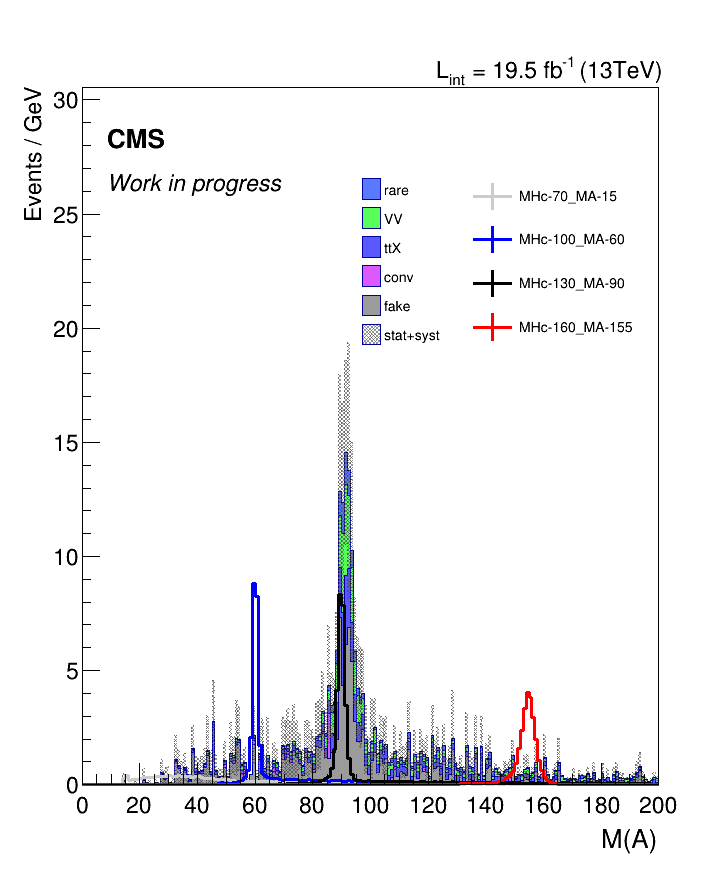 L_int = 19.5 fb^-1 (13TeV)
Events / GeV
30
CMS
Work in progress
25
rare
VV
ttX
conv
fake
stat+syst
MHc-70_MA-15
MHc-100_MA-60
MHc-130_MA-90
MHc-160_MA-155
20
15
10
5
0
0 20 40 60 80 100 120 140 160 180 200
M(A)